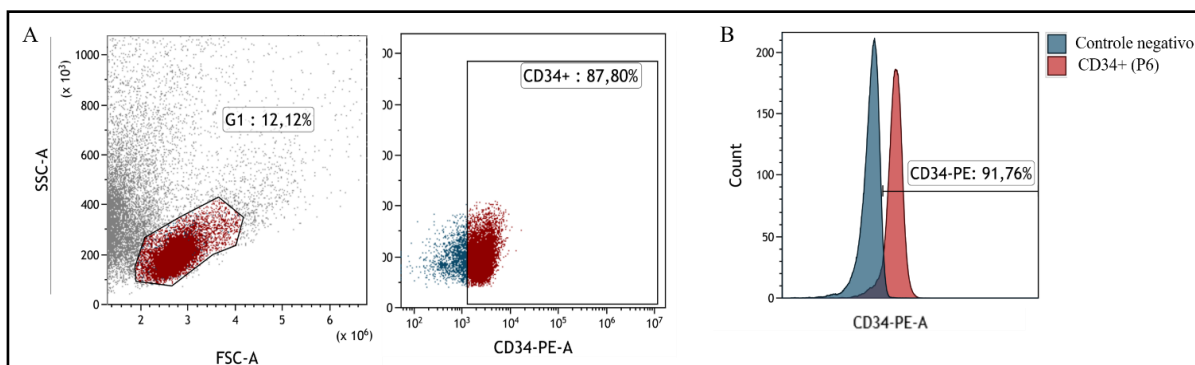 A
SSC-A
(x 10³)
1000
800
600
400
200
0
G1 : 12,12%
2
3
4
5
6
(x 10⁶)
FSC-A
CD34+ : 87,80%
10²
10³
10⁴
10⁵
10⁶
10⁷
CD34-PE-A
B
Count
200
150
100
50
0
CD34-PE: 91,76%
CD34-PE-A
Controle negativo
CD34+ (P6)